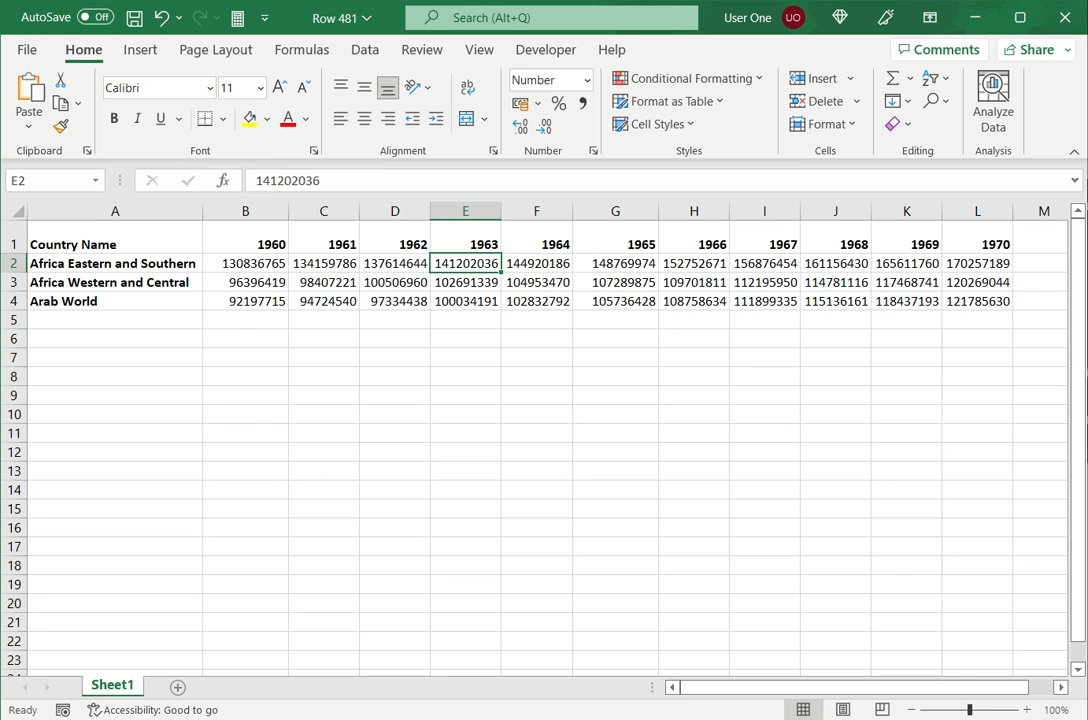 AutoSave Off Row 481 Search (Alt+Q) User One UO
File Home Insert Page Layout Formulas Data Review View Developer Help Comments Share
Paste
Clipboard
Calibri 11
B I U A
Font
ab
Alignment
Number
% ,
Number
Conditional Formatting
Format as Table
Cell Styles
Styles
Insert
Delete
Format
Cells
Editing
Analyze
Data
Analysis
E2 fx 141202036
A B C D E F G H I J K L M
1 Country Name 1960 1961 1962 1963 1964 1965 1966 1967 1968 1969 1970
2 Africa Eastern and Southern 130836765 134159786 137614644 141202036 144920186 148769974 152752671 156876454 161156430 165611760 170257189
3 Africa Western and Central 96396419 98407221 100506960 102691339 104953470 107289875 109701811 112195950 114781116 117468741 120269044
4 Arab World 92197715 94724540 97334438 100034191 102832792 105736428 108758634 111899335 115136161 118437193 121785630
5
6
7
8
9
10
11
12
13
14
15
16
17
18
19
20
21
22
23
Sheet1
Ready Accessibility: Good to go 100%